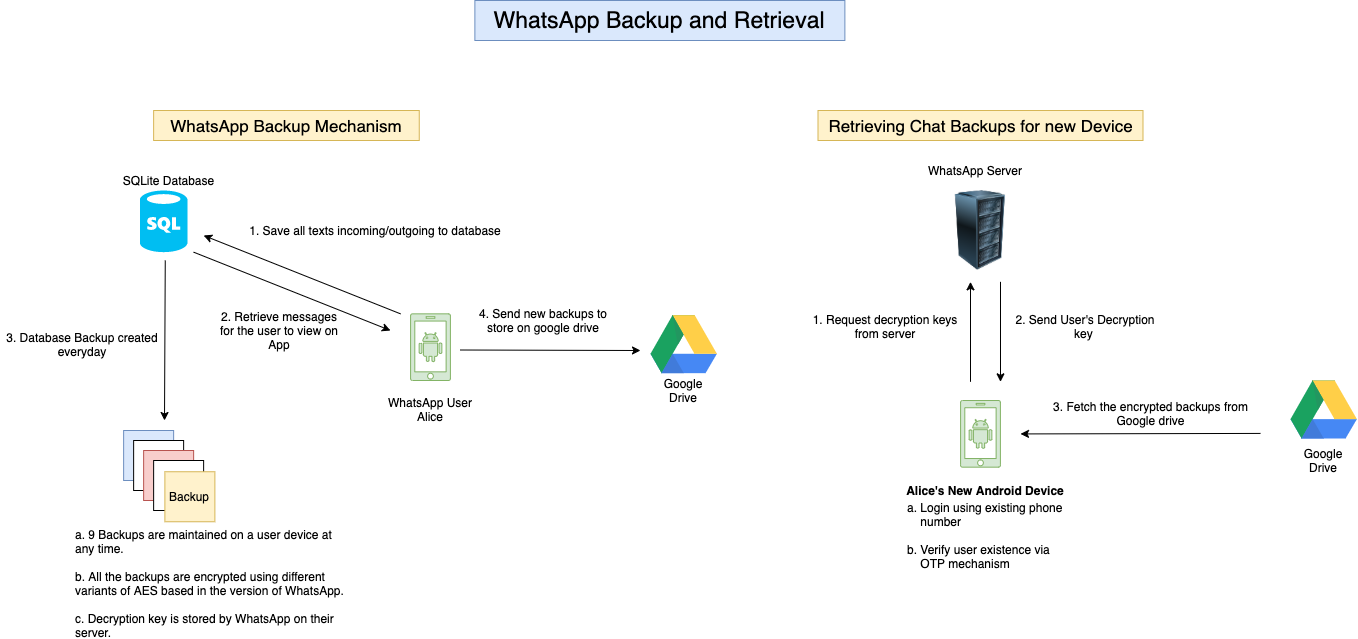 WhatsApp Backup and Retrieval
WhatsApp Backup Mechanism
SQLite Database
SQL
1. Save all texts incoming/outgoing to database
2. Retrieve messages
for the user to view on
App
3. Database Backup created
everyday
4. Send new backups to
store on google drive
WhatsApp User
Alice
Google
Drive
Backup
a. 9 Backups are maintained on a user device at
any time.
b. All the backups are encrypted using different
variants of AES based in the version of WhatsApp.
c. Decryption key is stored by WhatsApp on their
server.
Retrieving Chat Backups for new Device
WhatsApp Server
1. Request decryption keys
from server
2. Send User's Decryption
key
3. Fetch the encrypted backups from
Google drive
Google
Drive
Alice's New Android Device
a. Login using existing phone
number
b. Verify user existence via
OTP mechanism